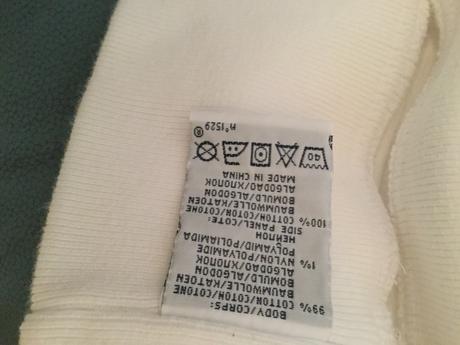 BODY/CORPS:
99% COTTON/COTON/COTONE
BAUMWOLLE/KATOEN
BOMULD/ALGODON
ALGODAO/ХЛОПОК
1% NYLON/POLYAMIDE
POLYAMID/POLIAMIDA
НЕЙЛОН
SIDE PANEL/COTE:
100% COTTON/COTON/COTONE
BAUMWOLLE/KATOEN
BOMULD/ALGODON
ALGODAO/ХЛОПОК
MADE IN CHINA
40
N°1529 ®